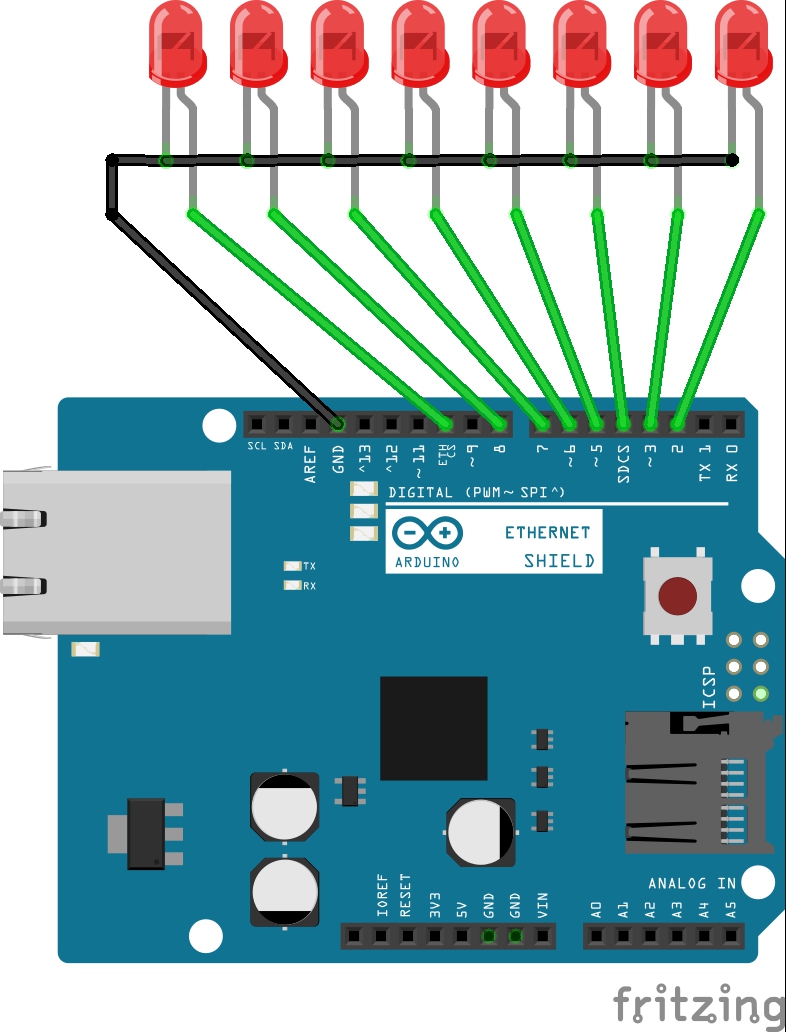 SCL SDA
AREF
GND
^13
^12
~11
ETH
CS
~9
8
7
~6
~5
SDCS
~3
2
TX 1
RX 0
DIGITAL (PWM~ SPI^)
ETHERNET
SHIELD
ARDUINO
TX
RX
ICSP
ANALOG IN
IOREF
RESET
3V3
5V
GND
GND
VIN
A0
A1
A2
A3
A4
A5
fritzing